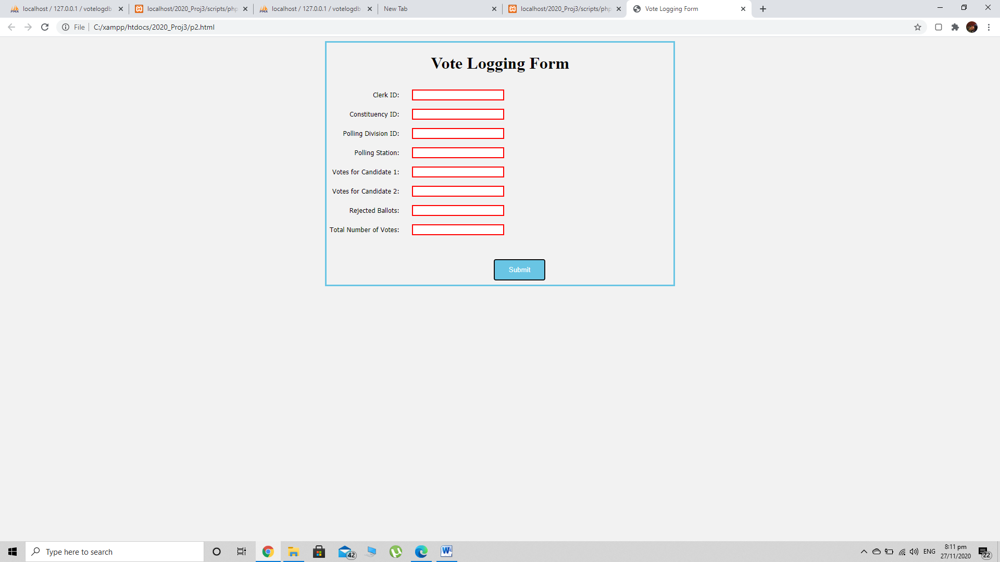 localhost / 127.0.0.1 / votelogdb
localhost/2020_Proj3/scripts/php
localhost / 127.0.0.1 / votelogdb
New Tab
localhost/2020_Proj3/scripts/php
Vote Logging Form
File
C:/xampp/htdocs/2020_Proj3/p2.html
Vote Logging Form
Clerk ID:
Constituency ID:
Polling Division ID:
Polling Station:
Votes for Candidate 1:
Votes for Candidate 2:
Rejected Ballots:
Total Number of Votes:
Submit
Type here to search
42
ENG
8:11 pm
27/11/2020
22